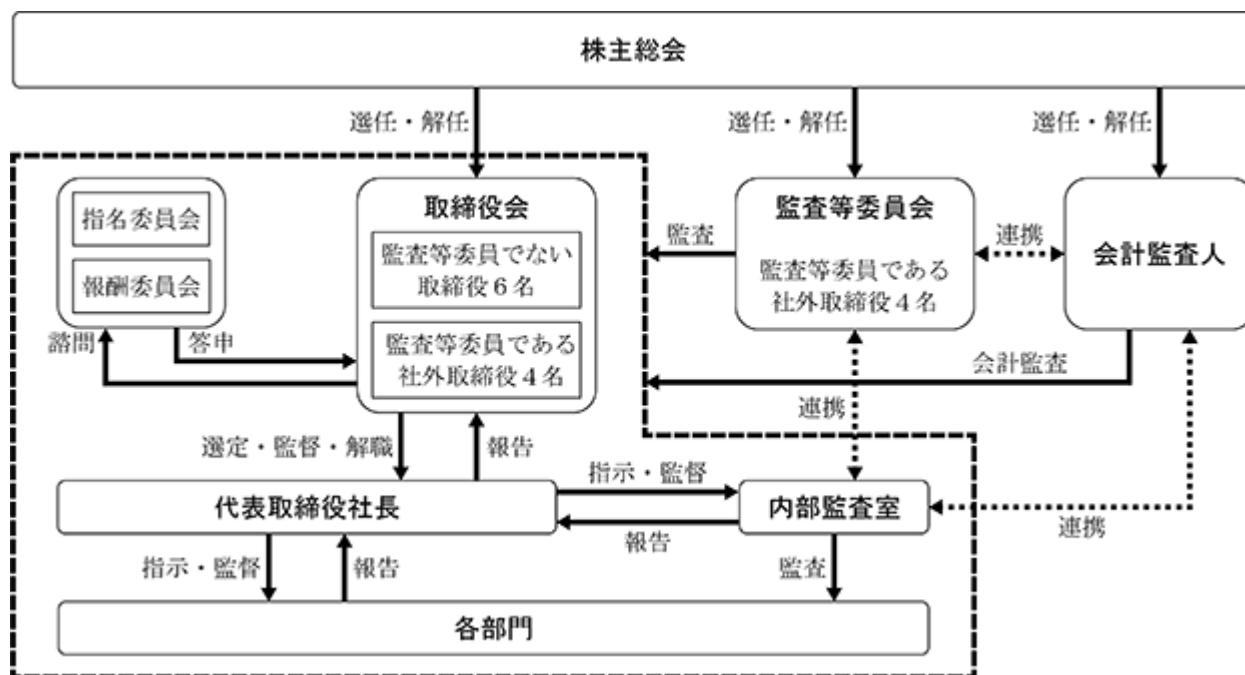 株主総会
選任・解任
選任・解任
選任・解任
指名委員会
報酬委員会
取締役会
監査等委員でない
取締役6名
監査等委員である
社外取締役4名
監査
監査等委員会
監査等委員である
社外取締役4名
連携
会計監査人
諮問
答申
会計監査
連携
選定・監督・解職
報告
代表取締役社長
指示・監督
報告
内部監査室
連携
指示・監督
報告
監査
各部門